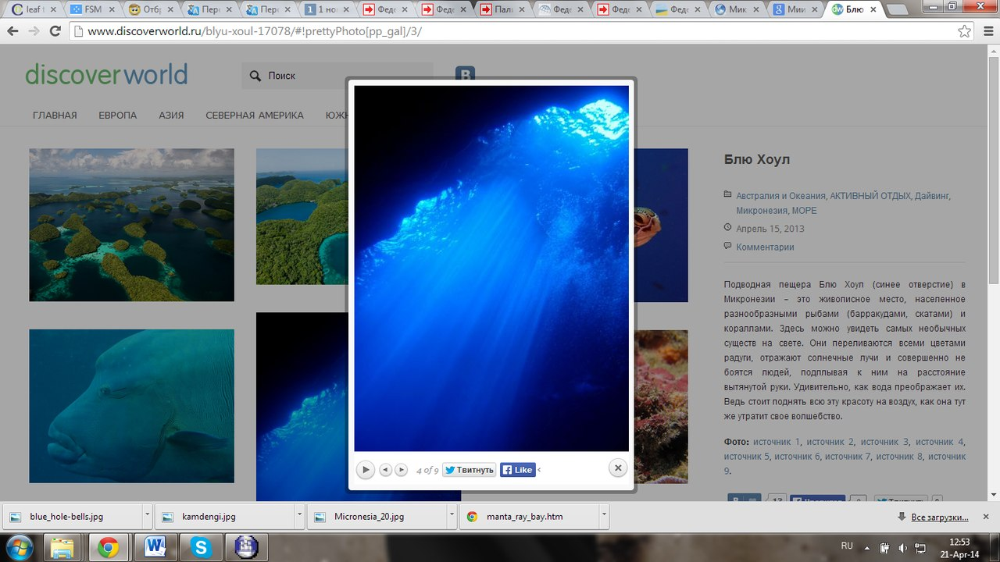 leaf t
FSM
Отбр
Пере
Пере
1 нов
Феде
Феде
Пали
Феде
Феде
Феде
Мик
Блю
www.discoverworld.ru/blyu-xoul-17078/#!prettyPhoto[pp_gal]/3/
discoverworld
Поиск
B
ГЛАВНАЯ ЕВРОПА АЗИЯ СЕВЕРНАЯ АМЕРИКА ЮЖН
Блю Хоул
Австралия и Океания, АКТИВНЫЙ ОТДЫХ, Дайвинг,
Микронезия, МОРЕ
Апрель 15, 2013
Комментарии
Подводная пещера Блю Хоул (синее отверстие) в
Микронезии – это живописное место, населенное
разнообразными рыбами (барракудами, скатами) и
кораллами. Здесь можно увидеть самых необычных
существ на свете. Они переливаются всеми цветами
радуги, отражают солнечные лучи и совершенно не
боятся людей, подплывая к ним на расстояние
вытянутой руки. Удивительно, как вода преображает их.
Ведь стоит поднять всю эту красоту на воздух, как она тут
же утратит свое волшебство.
Фото: источник 1, источник 2, источник 3, источник 4,
источник 5, источник 6, источник 7, источник 8, источник
9.
4 of 9 Твитнуть Like
blue_hole-bells.jpg kamdengi.jpg Micronesia_20.jpg manta_ray_bay.htm Все загрузки...
RU 12:53
21-Apr-14